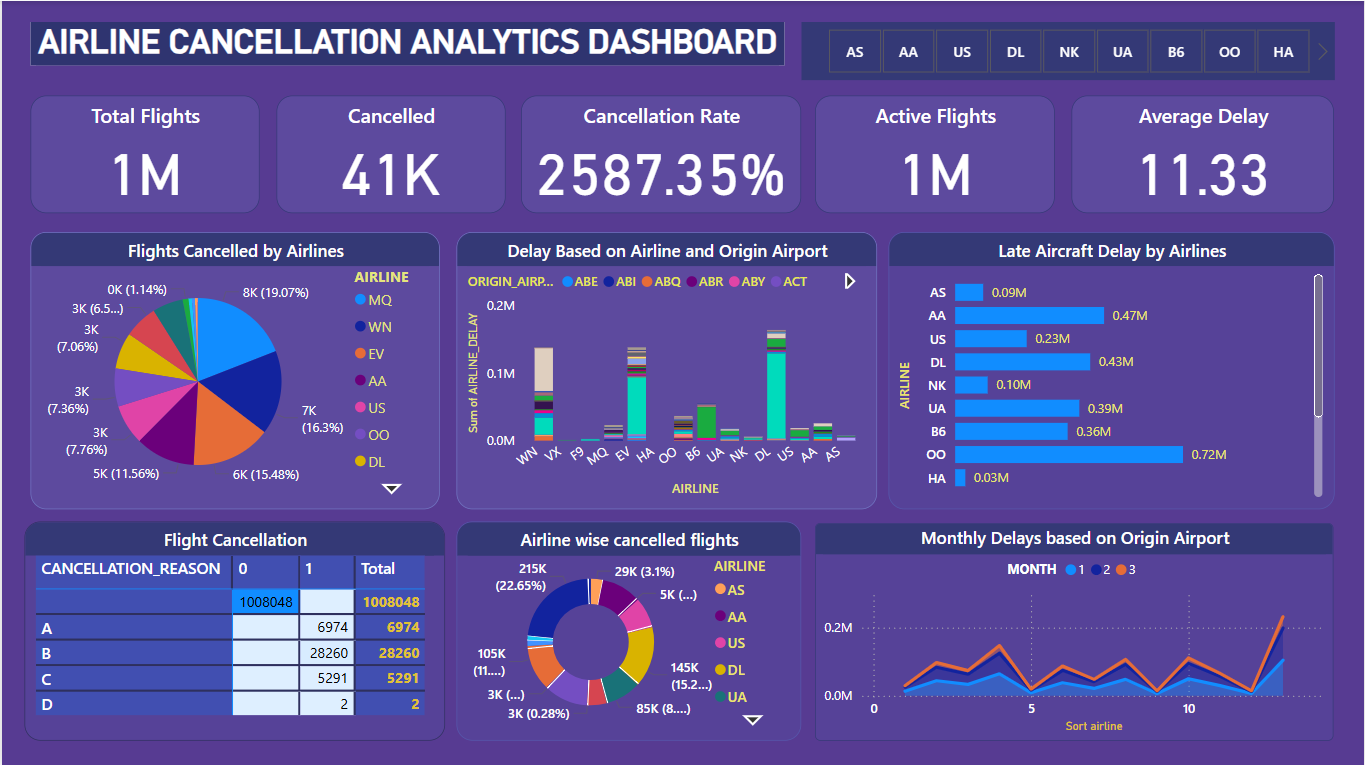 AIRLINE CANCELLATION ANALYTICS DASHBOARD
AS AA US DL NK UA B6 OO HA
Total Flights
1M
Cancelled
41K
Cancellation Rate
2587.35%
Active Flights
1M
Average Delay
11.33
Flights Cancelled by Airlines
0K (1.14%)
3K (6.5...)
3K
(7.06%)
3K
(7.36%)
3K
(7.76%)
5K (11.56%)
6K (15.48%)
7K
(16.3%)
8K (19.07%)
AIRLINE
MQ
WN
EV
AA
US
OO
DL
Delay Based on Airline and Origin Airport
ORIGIN_AIRP... ABE ABI ABQ ABR ABY ACT
Sum of AIRLINE_DELAY
0.2M
0.1M
0.0M
WN VX F9 MQ EV HA OO B6 UA NK DL US AA AS
AIRLINE
Late Aircraft Delay by Airlines
AIRLINE
AS 0.09M
AA 0.47M
US 0.23M
DL 0.43M
NK 0.10M
UA 0.39M
B6 0.36M
OO 0.72M
HA 0.03M
Flight Cancellation
CANCELLATION_REASON 0 1 Total
1008048 1008048
A 6974 6974
B 28260 28260
C 5291 5291
D 2 2
Airline wise cancelled flights
215K
(22.65%)
29K (3.1%)
5K (...)
145K
(15.2...)
85K (8....)
3K (0.28%)
3K (...)
105K
(11....)
AIRLINE
AS
AA
US
DL
UA
Monthly Delays based on Origin Airport
MONTH 1 2 3
0.2M
0.0M
0 5 10
Sort airline